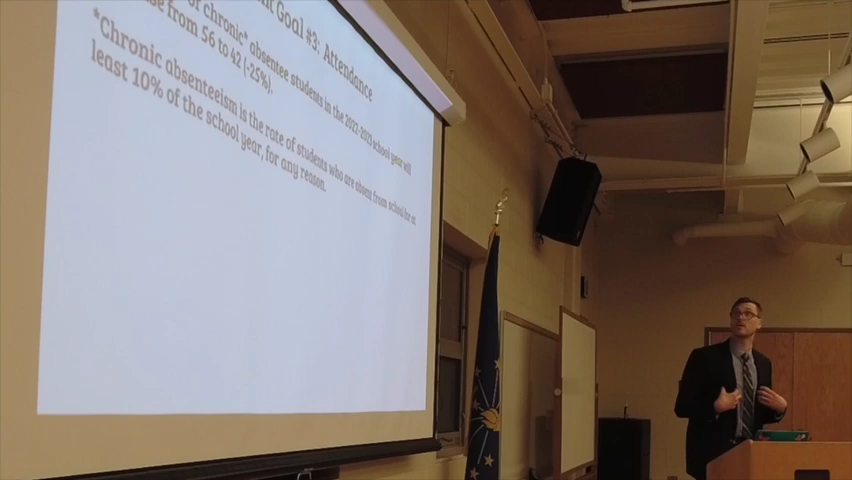 nt Goal #3: Attendance
of chronic* absentee students in the 2022-2023 school year will
se from 56 to 42 (-25%).
*Chronic absenteeism is the rate of students who are absent from school for at
least 10% of the school year, for any reason.